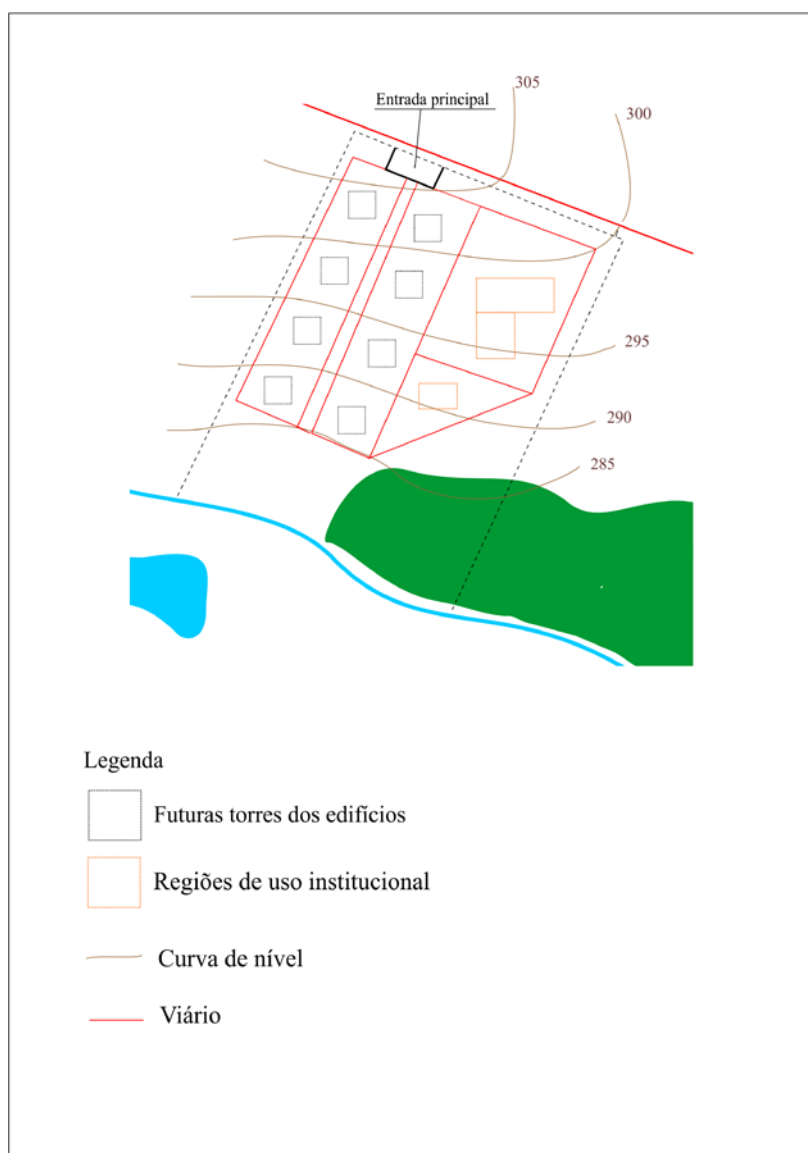 305
Entrada principal
300
295
290
285
Legenda
Futuras torres dos edifícios
Regiões de uso institucional
Curva de nível
Viário